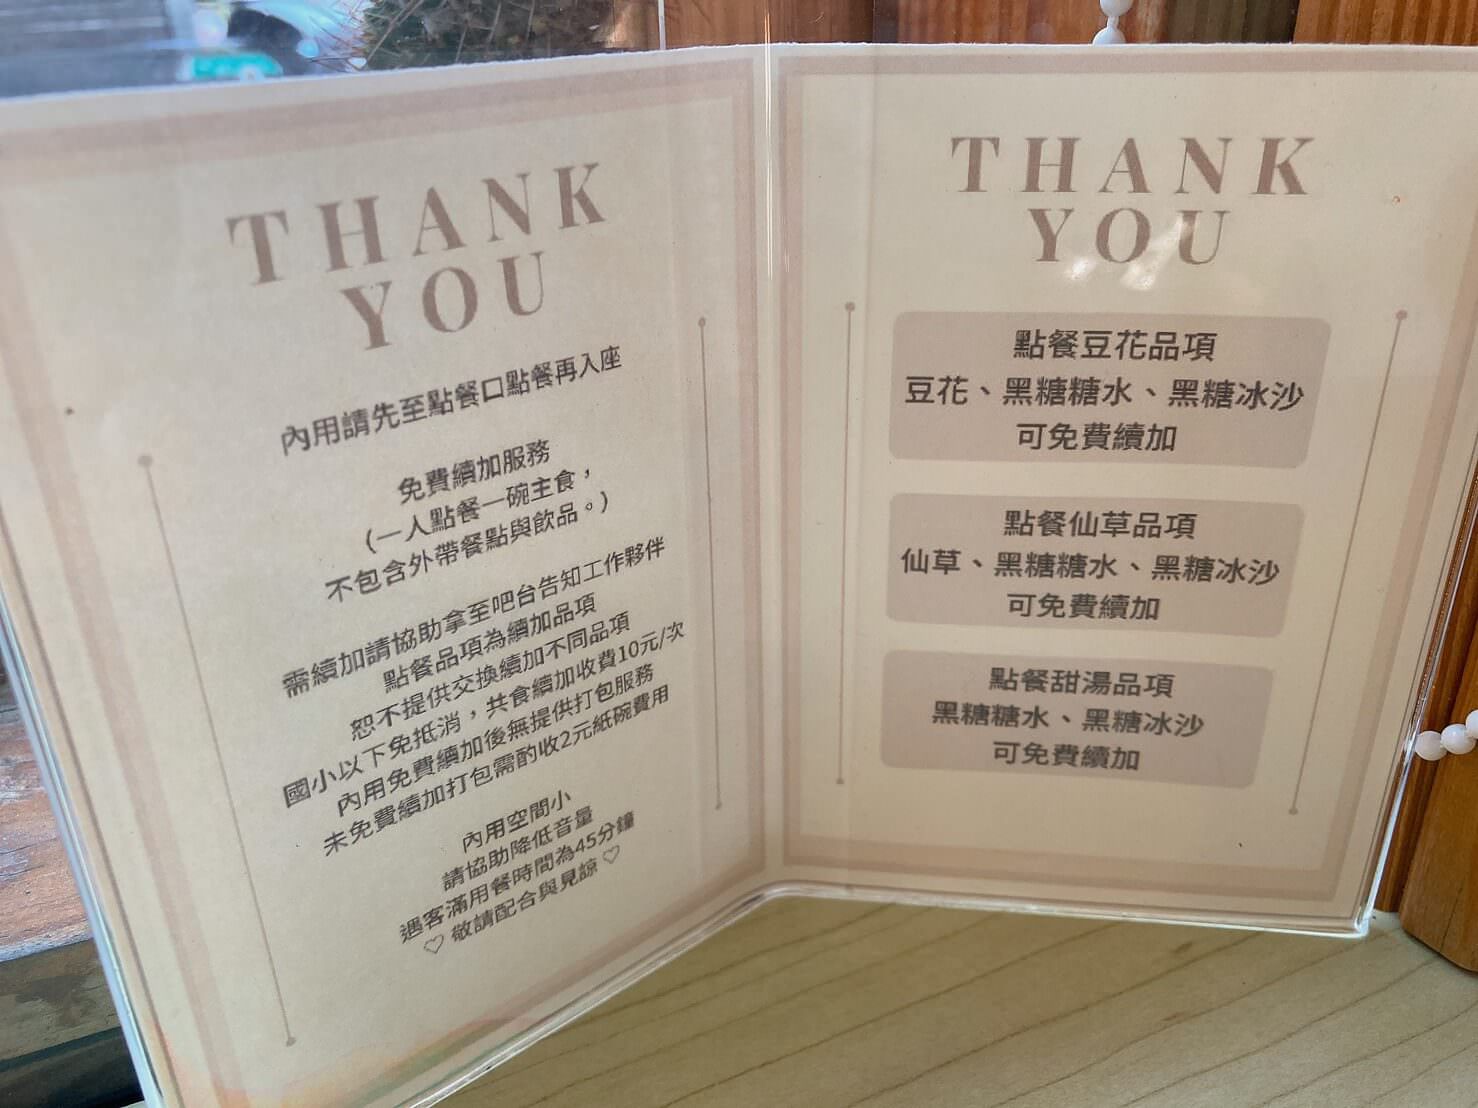 THANK
YOU
內用請先至點餐口點餐再入座
免費續加服務
(一人點餐一碗主食，
不包含外帶餐點與飲品。)
需續加請協助拿至吧台告知工作夥伴
點餐品項為續加品項
恕不提供交換續加不同品項
國小以下免抵消，共食續加收費10元/次
內用免費續加後無提供打包服務
未免費續加打包需酌收2元紙碗費用
內用空間小
請協助降低音量
遇客滿用餐時間為45分鐘
♡ 敬請配合與見諒 ♡
THANK
YOU
點餐豆花品項
豆花、黑糖糖水、黑糖冰沙
可免費續加
點餐仙草品項
仙草、黑糖糖水、黑糖冰沙
可免費續加
點餐甜湯品項
黑糖糖水、黑糖冰沙
可免費續加